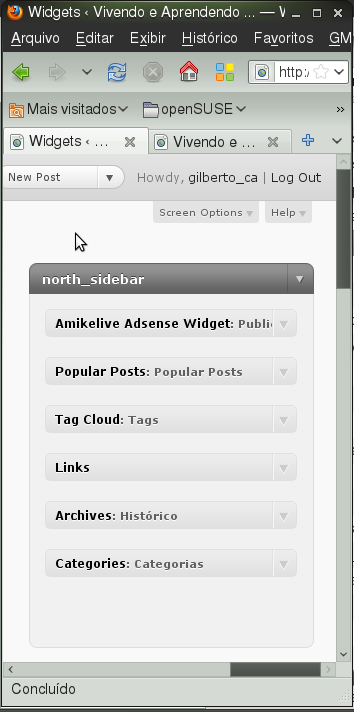 Widgets ‹ Vivendo e Aprendendo ... — W
Arquivo Editar Exibir Histórico Favoritos GM
http:/
Mais visitados openSUSE »
Widgets ‹ ... Vivendo e ...
New Post Howdy, gilberto_ca | Log Out
Screen Options Help
north_sidebar
Amikelive Adsense Widget: Public
Popular Posts: Popular Posts
Tag Cloud: Tags
Links
Archives: Histórico
Categories: Categorias
Concluído